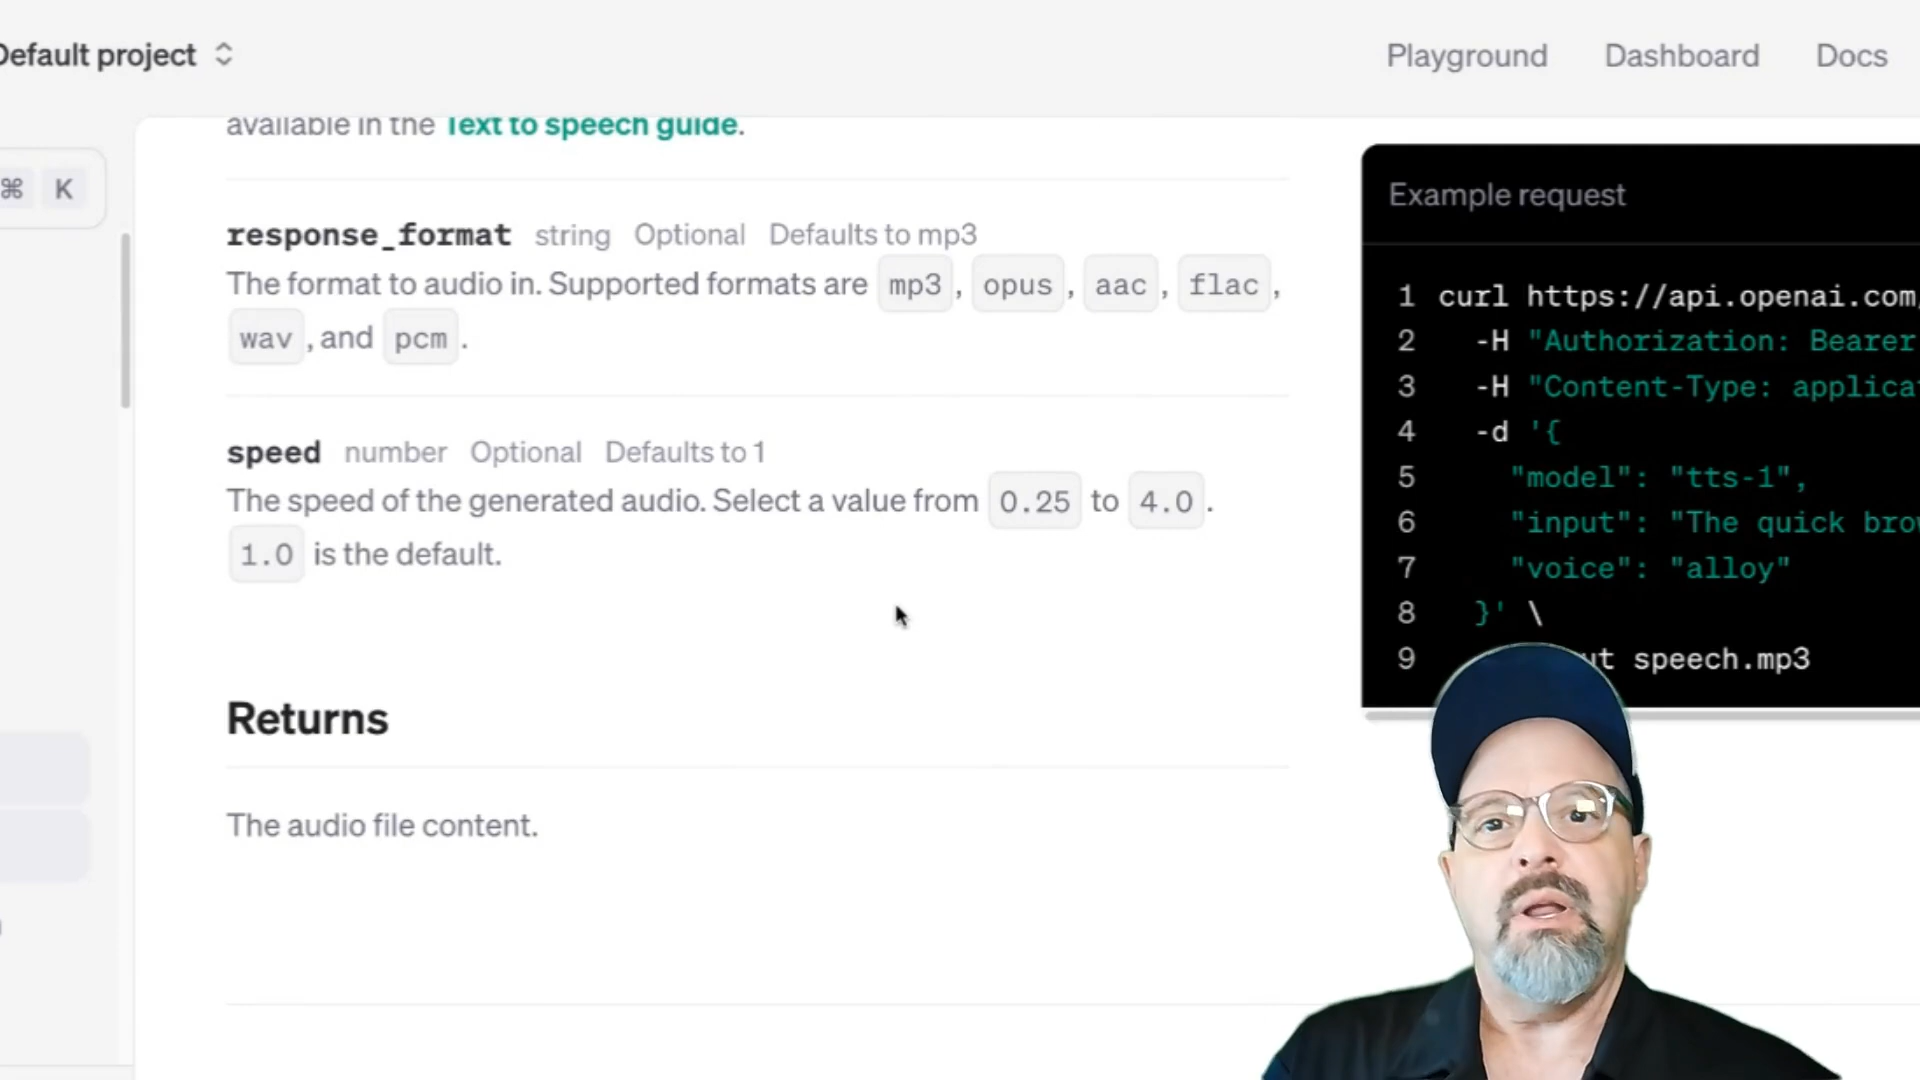 Default project
Playground Dashboard Docs
available in the Text to speech guide.
⌘ K
response_format string Optional Defaults to mp3
The format to audio in. Supported formats are mp3, opus, aac, flac,
wav, and pcm.
speed number Optional Defaults to 1
The speed of the generated audio. Select a value from 0.25 to 4.0.
1.0 is the default.
Returns
The audio file content.
Example request
1 curl https://api.openai.com
2 -H "Authorization: Bearer
3 -H "Content-Type: applica
4 -d '{
5 "model": "tts-1",
6 "input": "The quick brow
7 "voice": "alloy"
8 }' \
9 ut speech.mp3